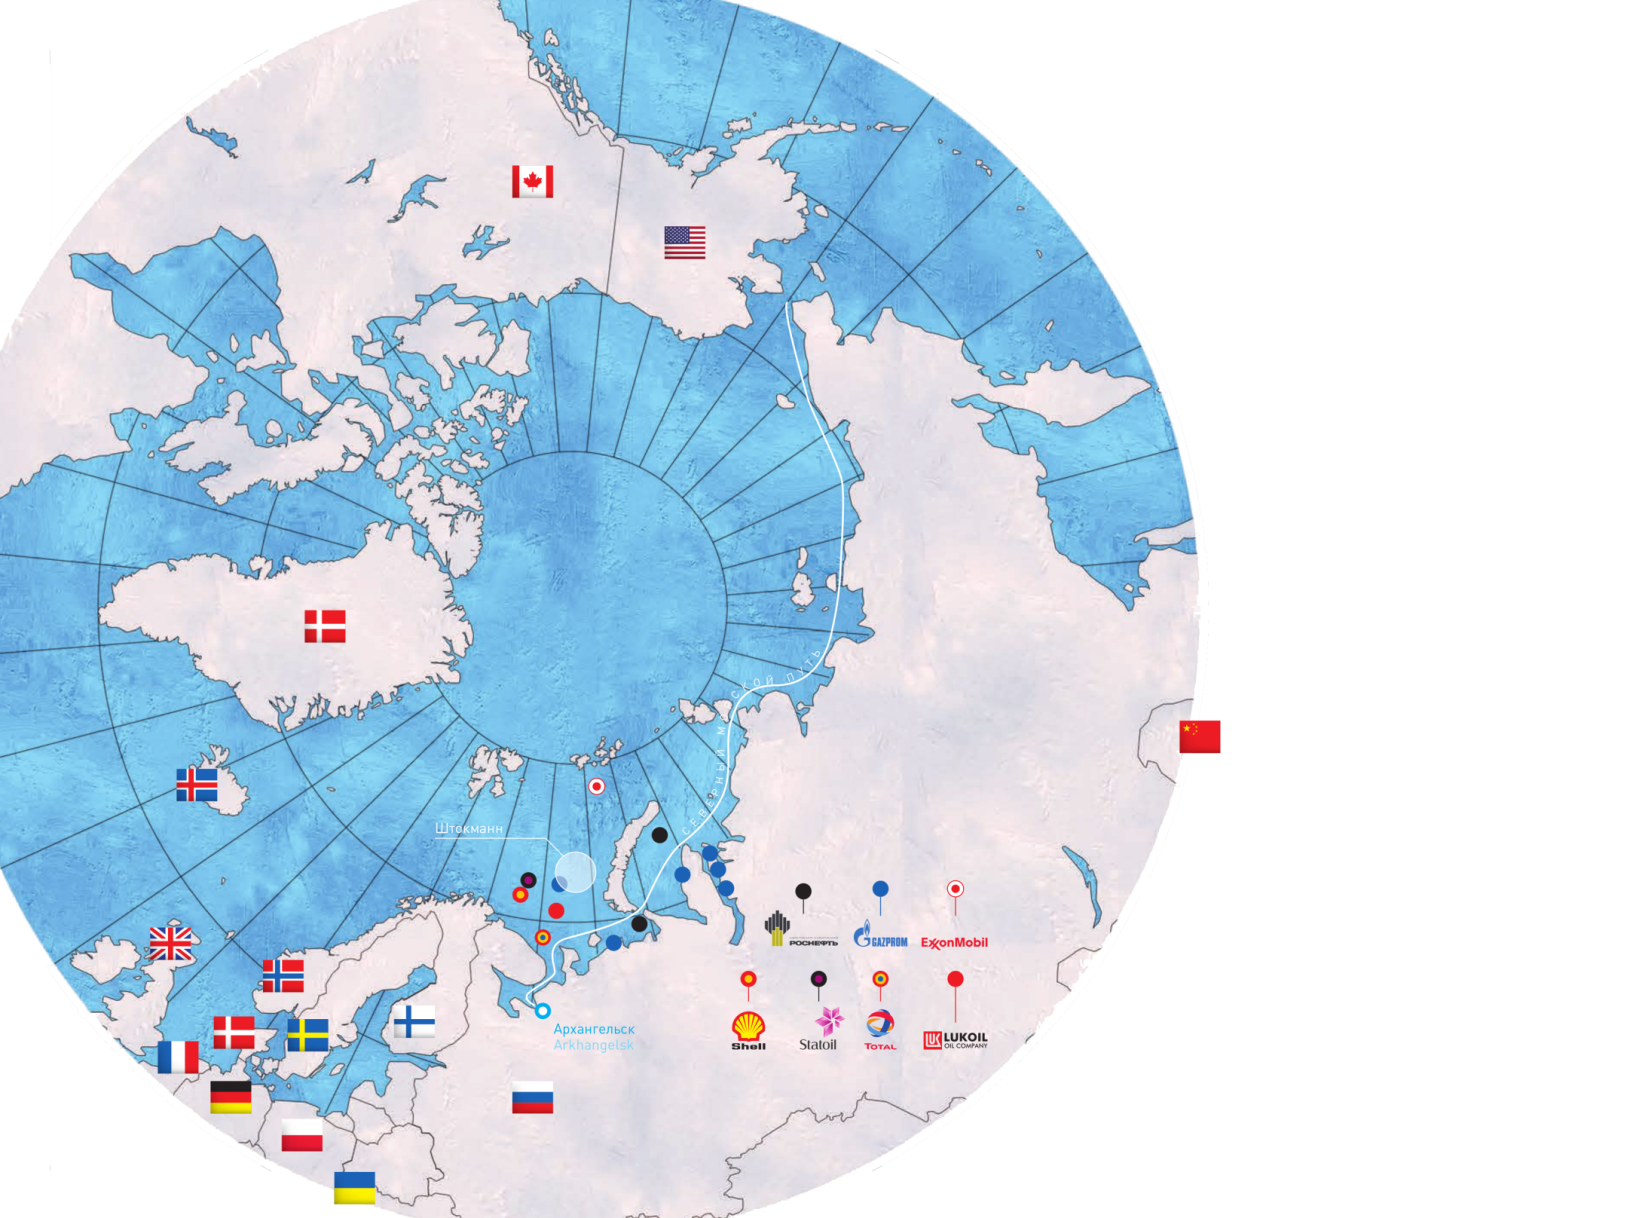 СЕВЕРНЫЙ МОРСКОЙ ПУТЬ
Штокманн
РОСНЕФТЬ
GAZPROM
ExxonMobil
Архангельск
Arkhangelsk
Shell
Statoil
TOTAL
LUKOIL
OIL COMPANY